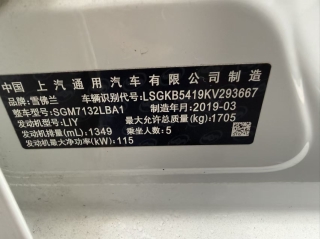 中国 上汽通用汽车有限公司制造
品牌:雪佛兰 车辆识别代号:LSGKB5419KV293667
整车型号:SGM7132LBA1 制造年月:2019-03
发动机型号:LIY 最大允许总质量(kg):1705
发动机排量(mL):1349 乘坐人数:5
发动机最大净功率(kW):115